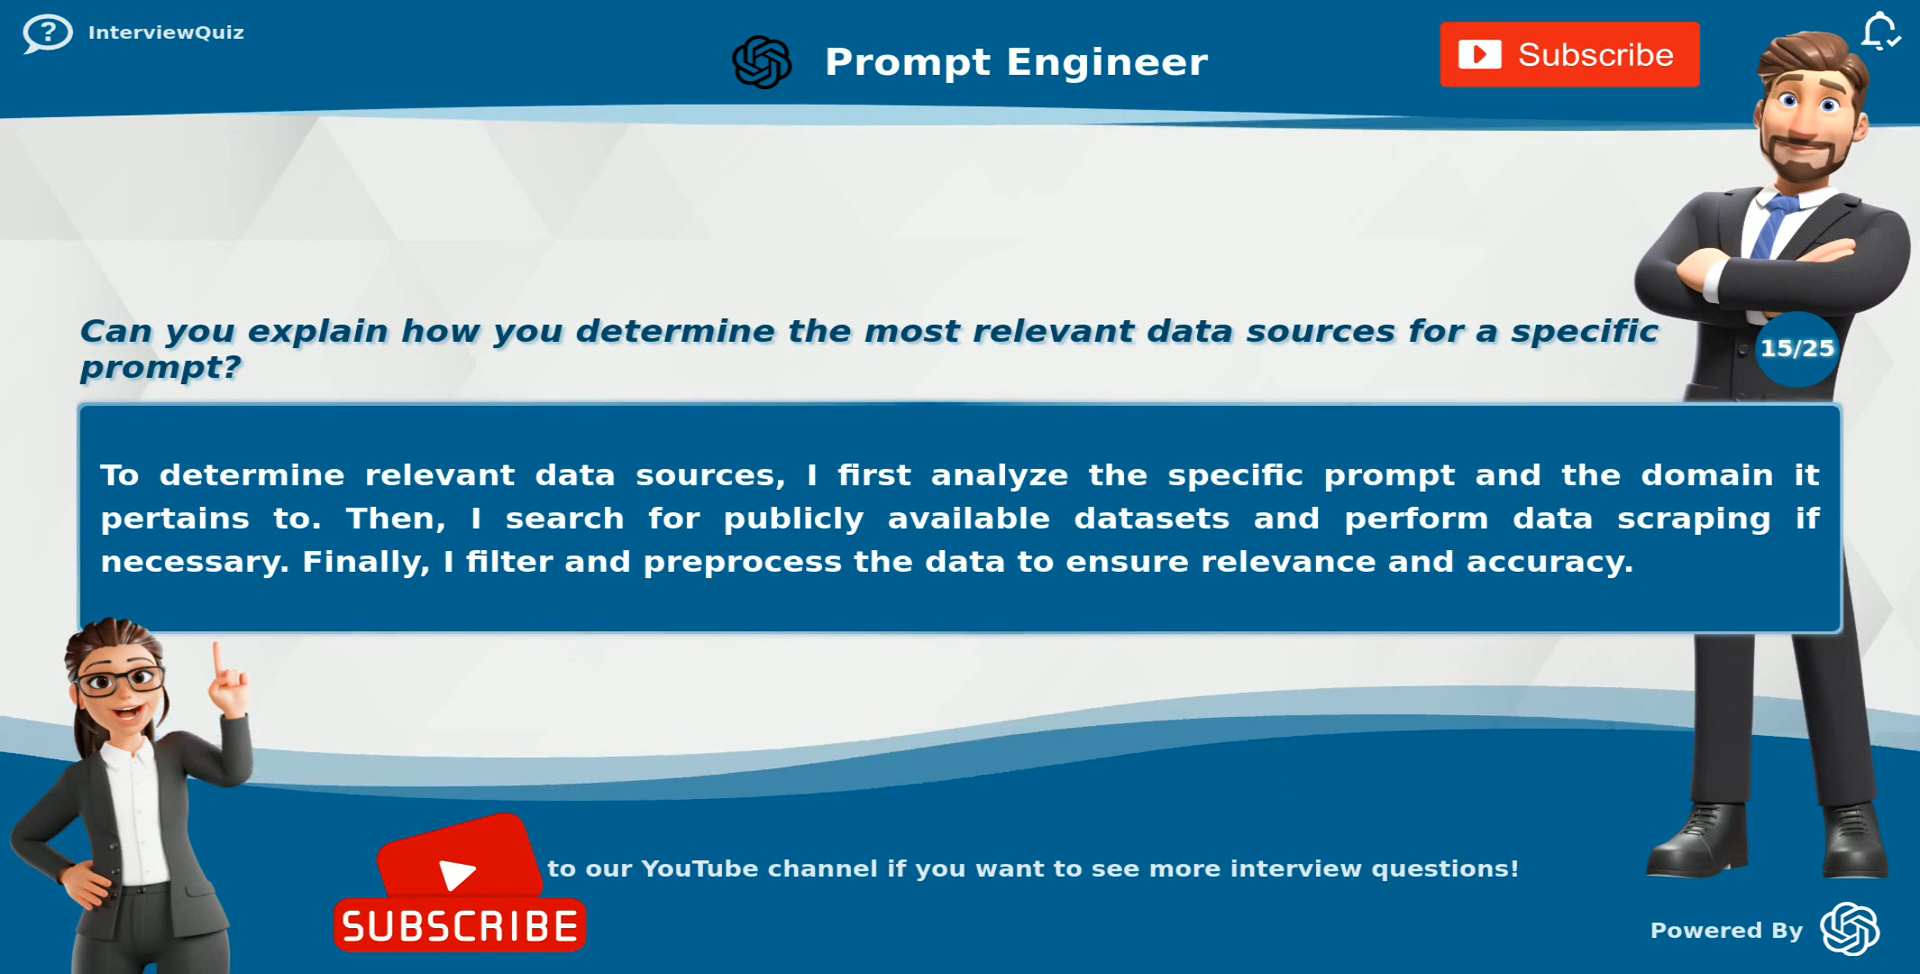 InterviewQuiz
Prompt Engineer
Subscribe
Can you explain how you determine the most relevant data sources for a specific
prompt?
15/25
To determine relevant data sources, I first analyze the specific prompt and the domain it
pertains to. Then, I search for publicly available datasets and perform data scraping if
necessary. Finally, I filter and preprocess the data to ensure relevance and accuracy.
to our YouTube channel if you want to see more interview questions!
SUBSCRIBE
Powered By